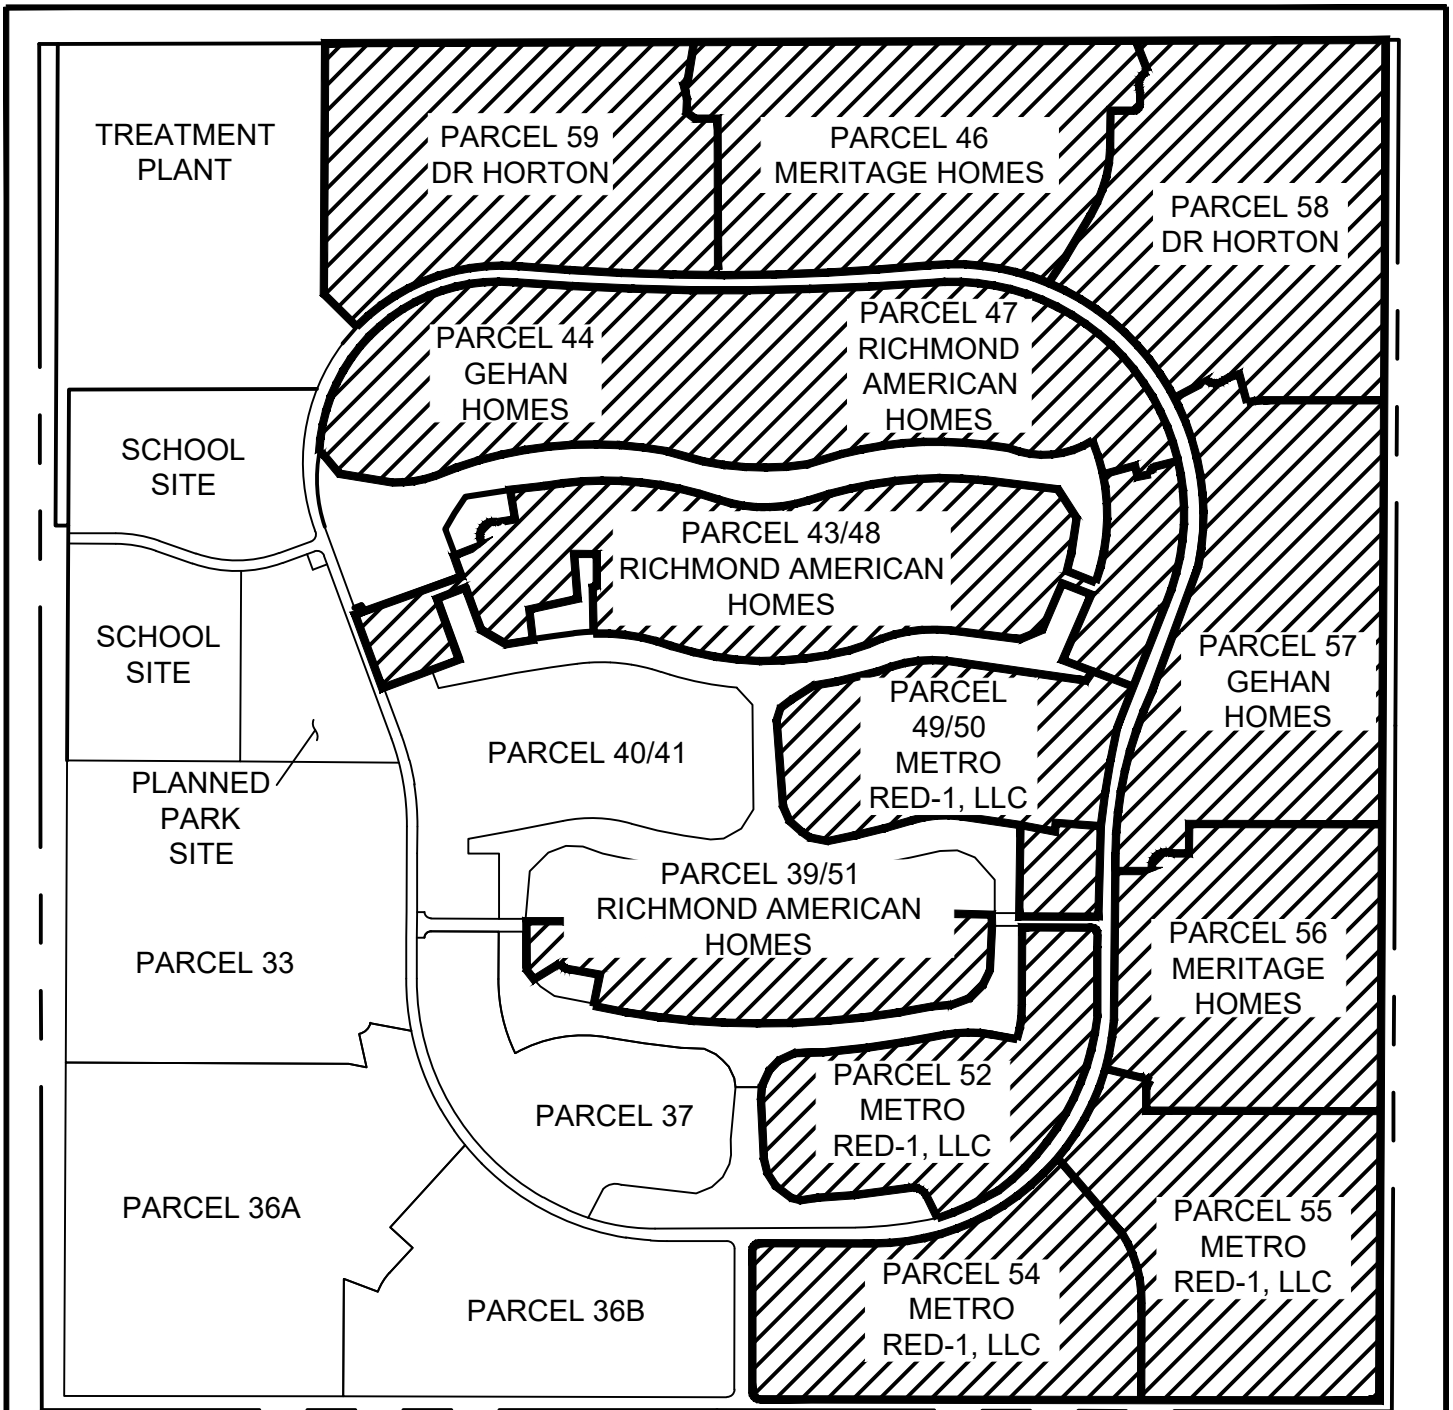 TREATMENT
PLANT
PARCEL 59
DR HORTON
PARCEL 46
MERITAGE HOMES
PARCEL 58
DR HORTON
PARCEL 44
GEHAN
HOMES
PARCEL 47
RICHMOND
AMERICAN
HOMES
SCHOOL
SITE
PARCEL 43/48
RICHMOND AMERICAN
HOMES
SCHOOL
SITE
PARCEL 57
GEHAN
HOMES
PARCEL
49/50
METRO
RED-1, LLC
PARCEL 40/41
PLANNED
PARK
SITE
PARCEL 39/51
RICHMOND AMERICAN
HOMES
PARCEL 33
PARCEL 56
MERITAGE
HOMES
PARCEL 52
METRO
RED-1, LLC
PARCEL 37
PARCEL 36A
PARCEL 55
METRO
RED-1, LLC
PARCEL 54
METRO
RED-1, LLC
PARCEL 36B